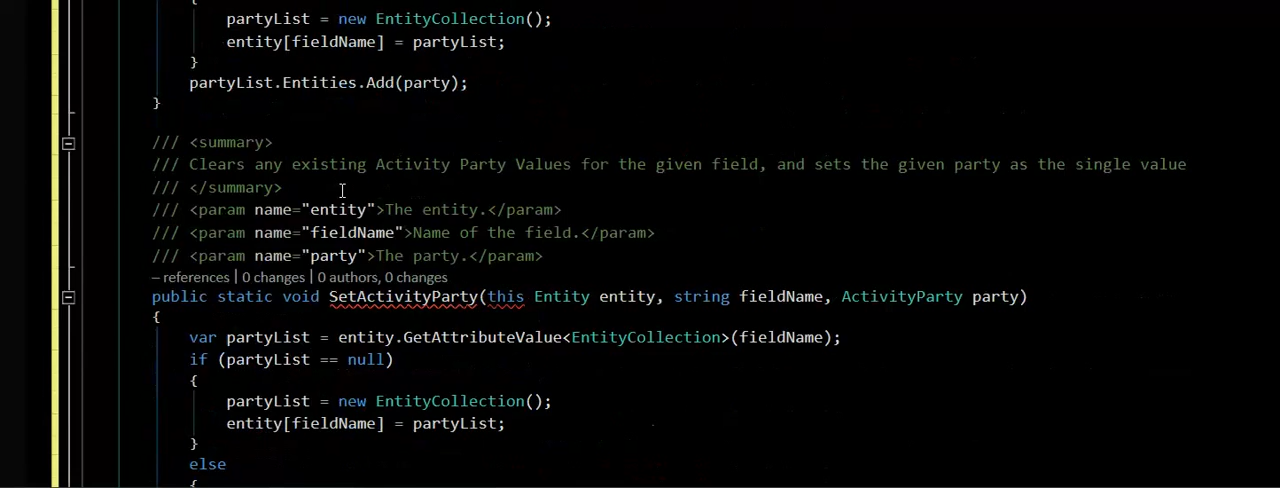 {
partyList = new EntityCollection();
entity[fieldName] = partyList;
}
partyList.Entities.Add(party);
}
/// <summary>
/// Clears any existing Activity Party Values for the given field, and sets the given party as the single value
/// </summary>
/// <param name="entity">The entity.</param>
/// <param name="fieldName">Name of the field.</param>
/// <param name="party">The party.</param>
– references | 0 changes | 0 authors, 0 changes
public static void SetActivityParty(this Entity entity, string fieldName, ActivityParty party)
{
var partyList = entity.GetAttributeValue<EntityCollection>(fieldName);
if (partyList == null)
{
partyList = new EntityCollection();
entity[fieldName] = partyList;
}
else
{